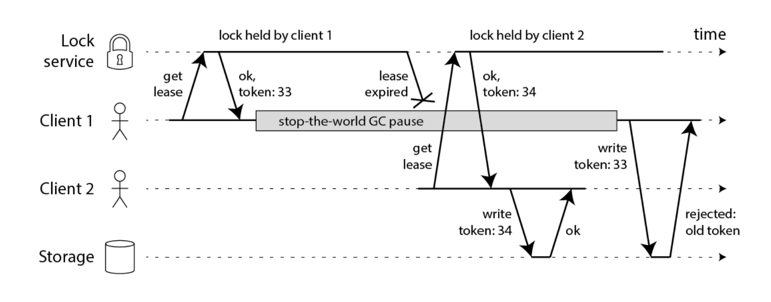 lock held by client 1
lock held by client 2
time
Lock
service
get
lease
ok,
token: 33
lease
expired
ok,
token: 34
Client 1
stop-the-world GC pause
get
lease
write
token: 33
Client 2
write
token: 34
ok
rejected:
old token
Storage